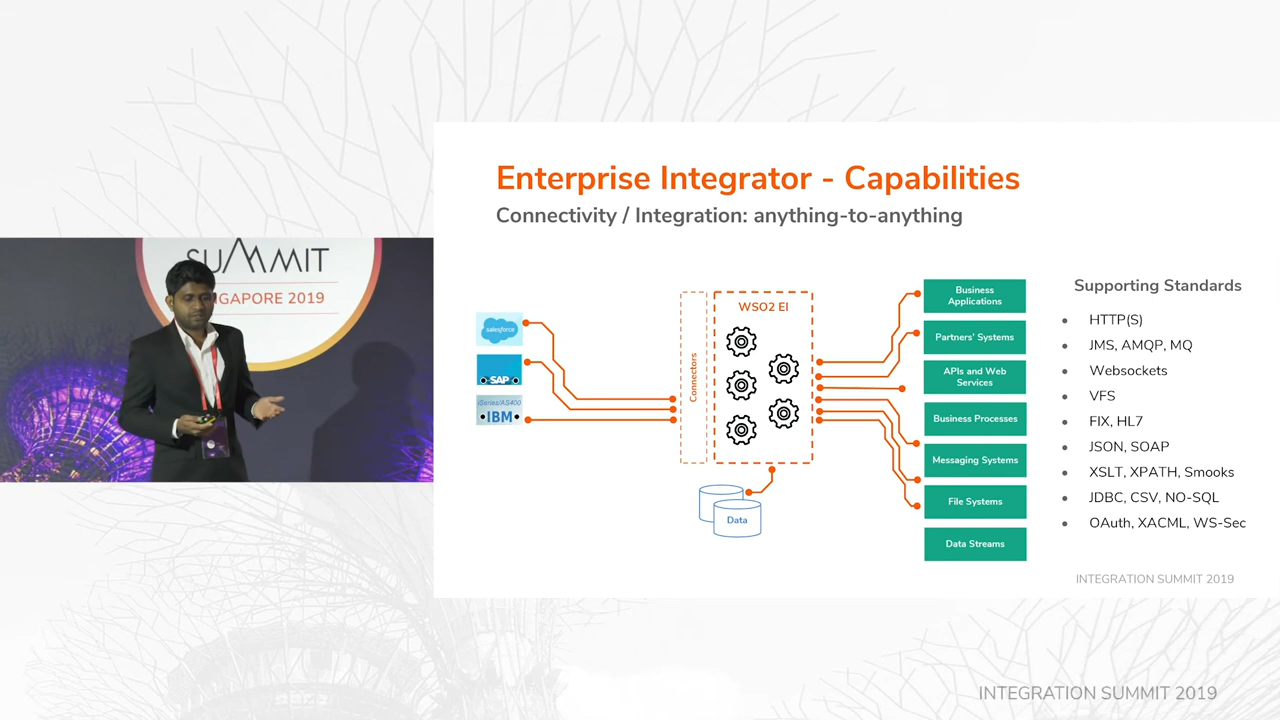 SUMMIT
GAPORE 2019
Enterprise Integrator - Capabilities
Connectivity / Integration: anything-to-anything
salesforce
SAP
iSeries/AS400
IBM
Connectors
WSO2 EI
Data
Business
Applications
Partners' Systems
APIs and Web
Services
Business Processes
Messaging Systems
File Systems
Data Streams
Supporting Standards
• HTTP(S)
• JMS, AMQP, MQ
• Websockets
• VFS
• FIX, HL7
• JSON, SOAP
• XSLT, XPATH, Smooks
• JDBC, CSV, NO-SQL
• OAuth, XACML, WS-Sec
INTEGRATION SUMMIT 2019
INTEGRATION SUMMIT 2019